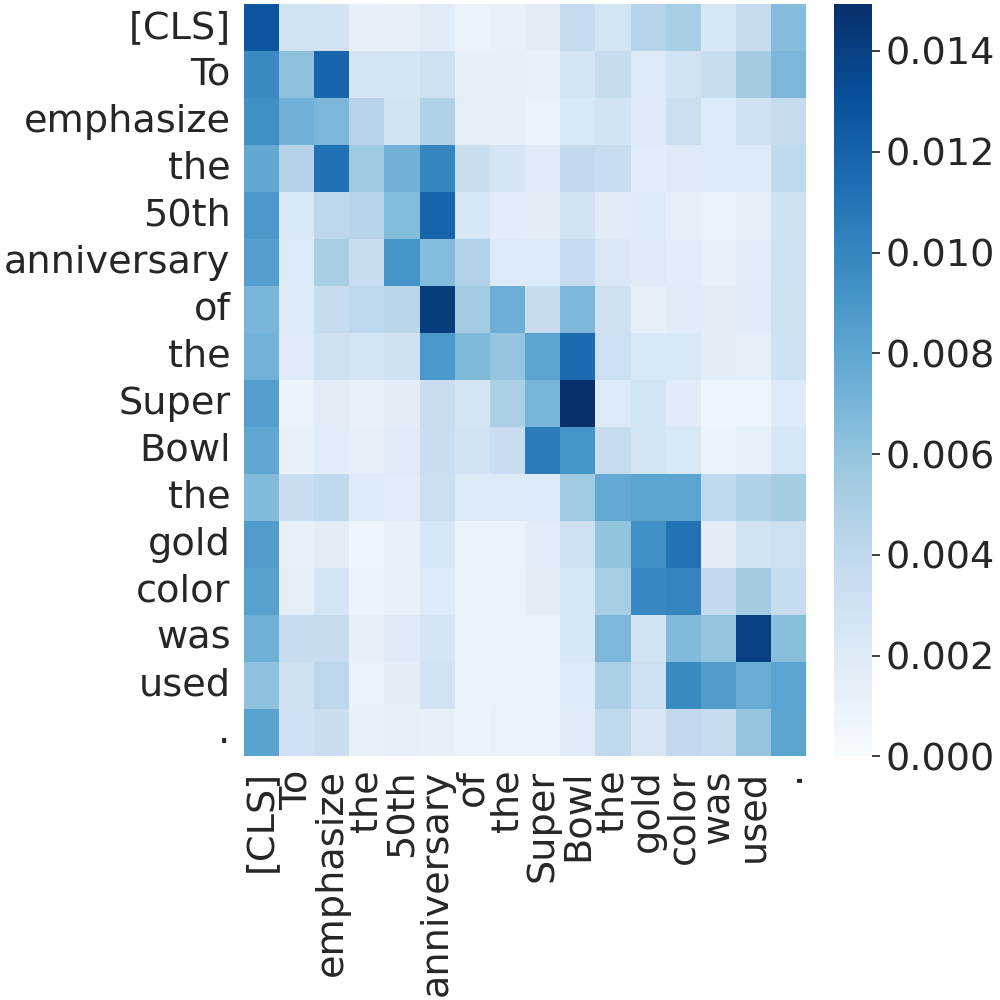 [CLS]
To
emphasize
the
50th
anniversary
of
the
Super
Bowl
the
gold
color
was
used
.
0.014
0.012
0.010
0.008
0.006
0.004
0.002
0.000
[CLS]
To
emphasize
the
50th
anniversary
of
the
Super
Bowl
the
gold
color
was
used
.